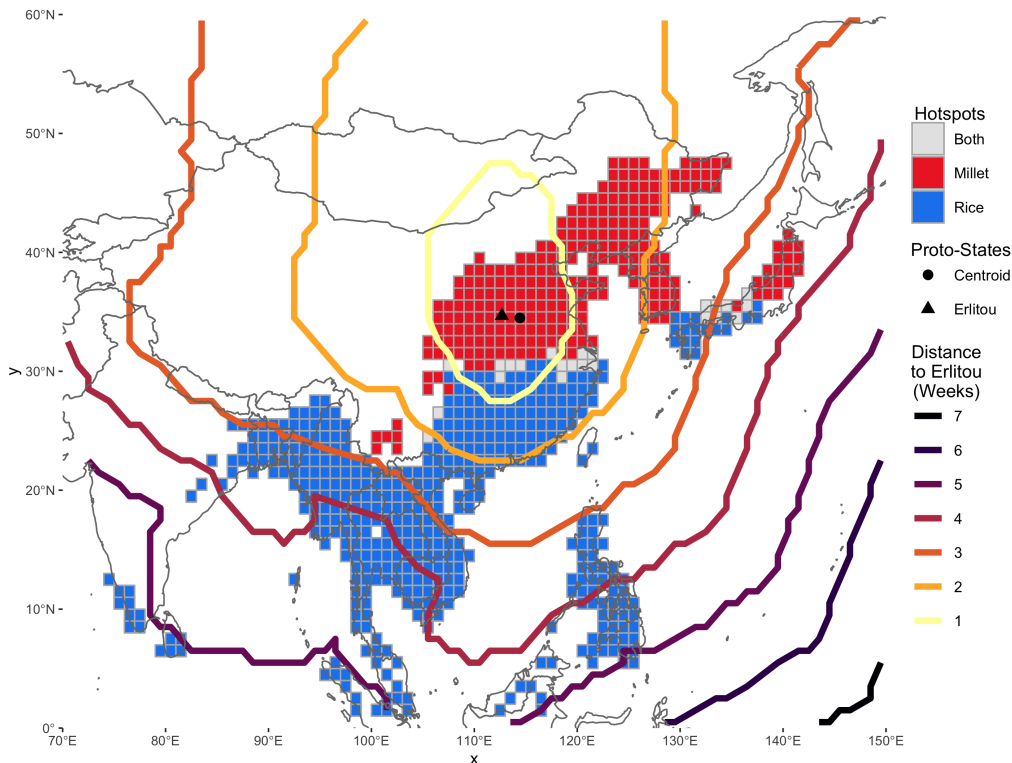 60°N
50°N
40°N
30°N
20°N
10°N
0°
y
70°E
80°E
90°E
100°E
110°E
120°E
130°E
140°E
150°E
x
Hotspots
Both
Millet
Rice
Proto-States
Centroid
Erlitou
Distance
to Erlitou
(Weeks)
7
6
5
4
3
2
1